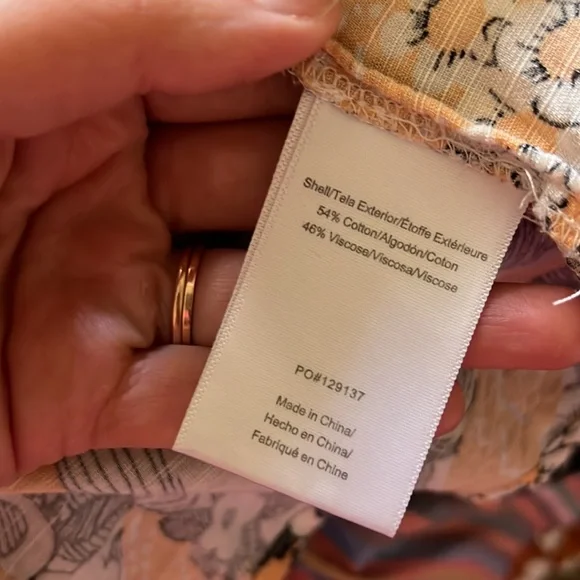 Shell/Tela Exterior/Étoffe Extérieure
54% Cotton/Algodón/Coton
46% Viscosa/Viscosa/Viscose
PO#129137
Made in China/
Hecho en China/
Fabriqué en Chine